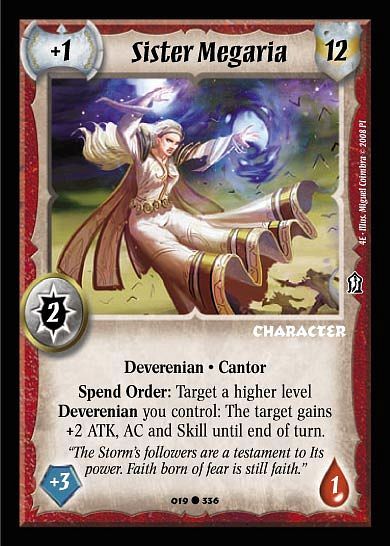 +1
Sister Megaria
12
4E - Illus. Miguel Coimbra © 2008 PI
2
CHARACTER
Deverenian • Cantor
Spend Order: Target a higher level
Deverenian you control: The target gains
+2 ATK, AC and Skill until end of turn.
“The Storm’s followers are a testament to Its
power. Faith born of fear is still faith.”
+3
1
019 ● 336